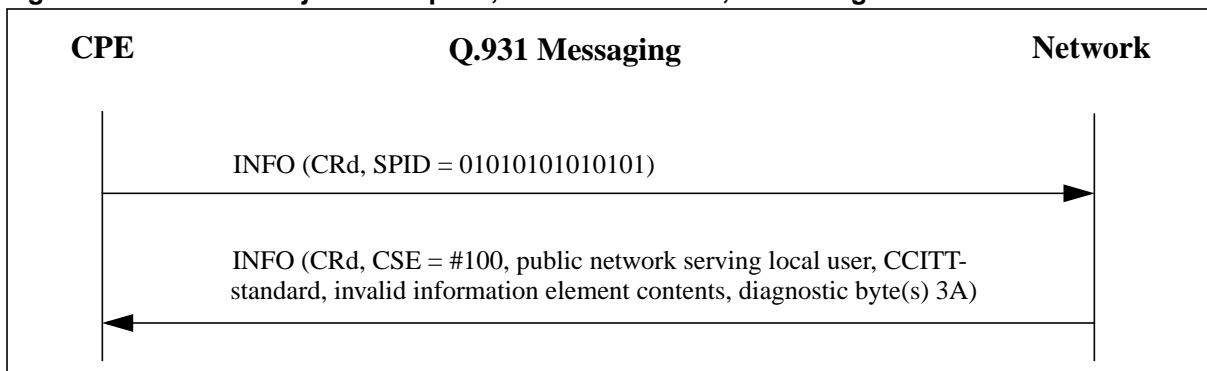 CPE Q.931 Messaging Network
INFO (CRd, SPID = 01010101010101)
INFO (CRd, CSE = #100, public network serving local user, CCITT-
standard, invalid information element contents, diagnostic byte(s) 3A)